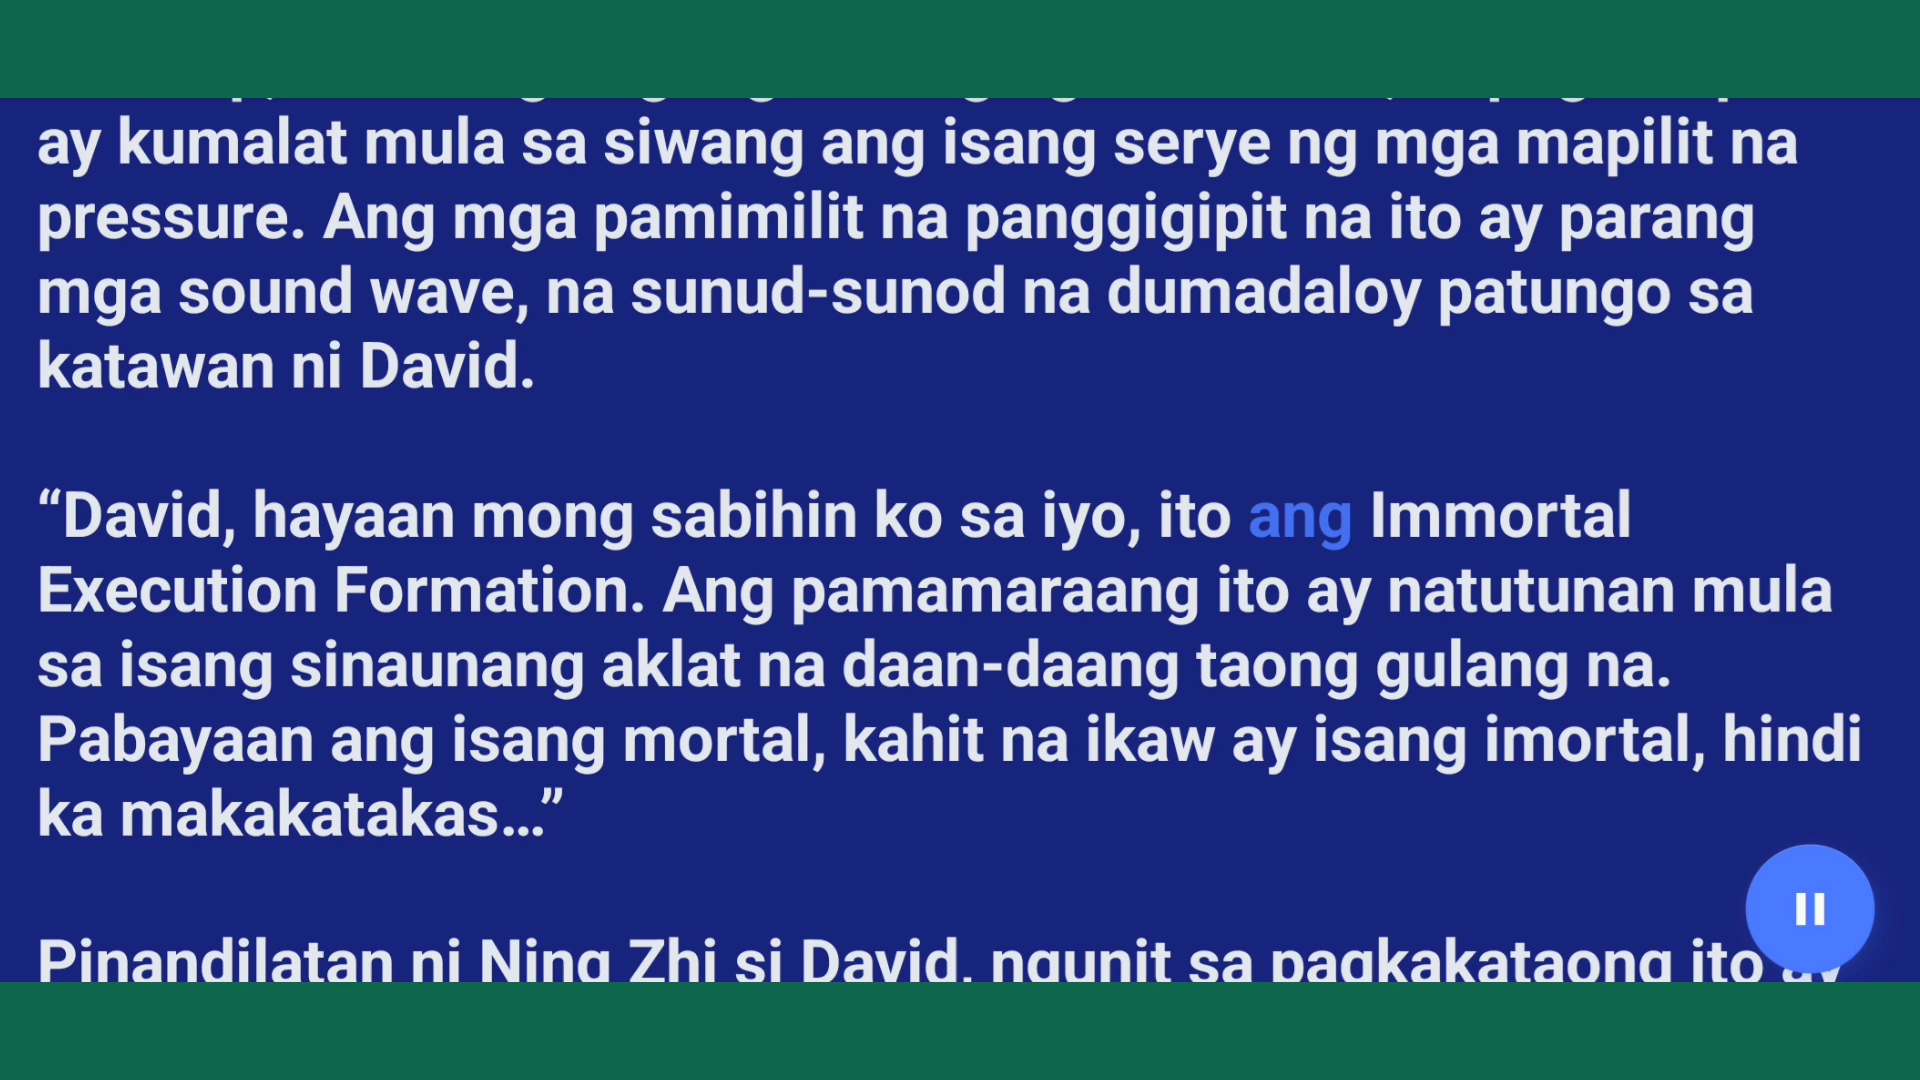 ay kumalat mula sa siwang ang isang serye ng mga mapilit na
pressure. Ang mga pamimilit na panggigipit na ito ay parang
mga sound wave, na sunud-sunod na dumadaloy patungo sa
katawan ni David.
“David, hayaan mong sabihin ko sa iyo, ito ang Immortal
Execution Formation. Ang pamamaraang ito ay natutunan mula
sa isang sinaunang aklat na daan-daang taong gulang na.
Pabayaan ang isang mortal, kahit na ikaw ay isang imortal, hindi
ka makakatakas…”
Pinandilatan ni Ning Zhi si David, ngunit sa pagkakataong ito ay